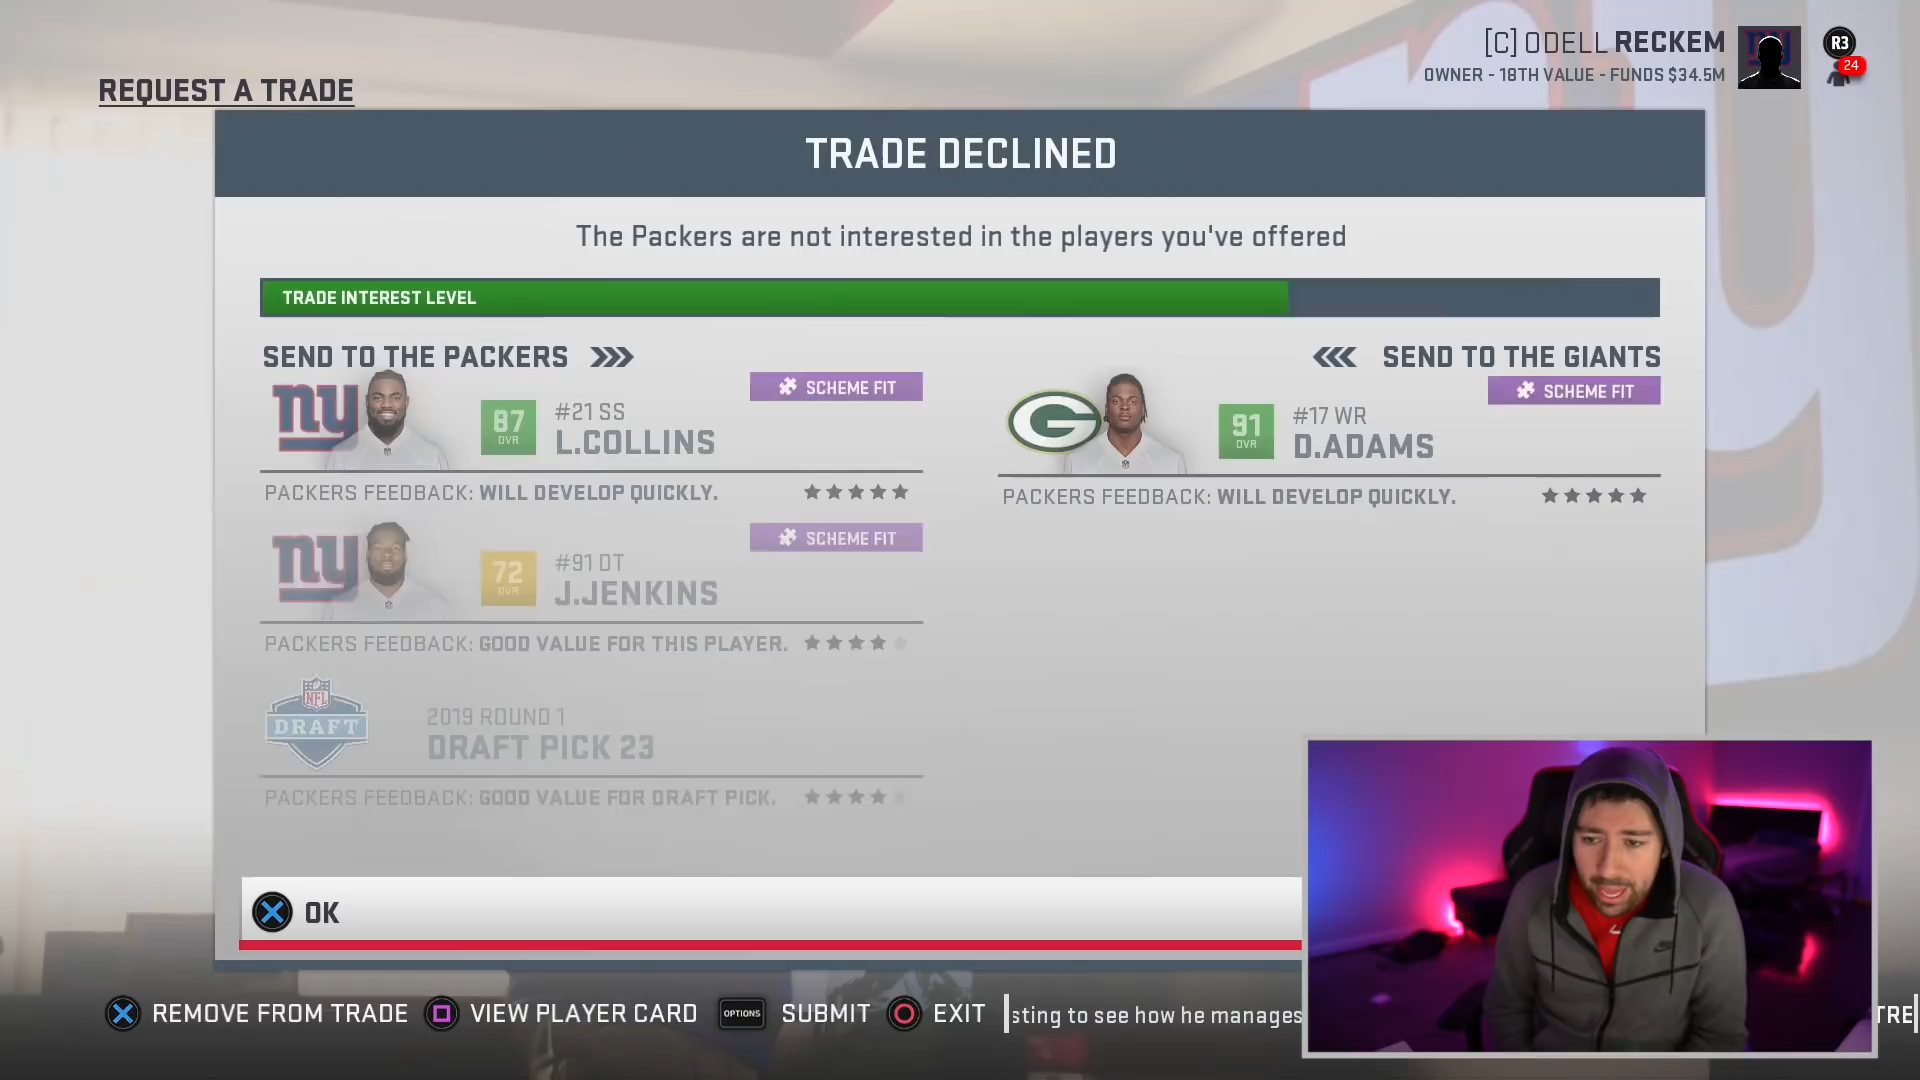 [C] ODELL RECKEM
R3
OWNER - 18TH VALUE - FUNDS $34.5M
24
REQUEST A TRADE
TRADE DECLINED
The Packers are not interested in the players you've offered
TRADE INTEREST LEVEL
SEND TO THE PACKERS
SEND TO THE GIANTS
SCHEME FIT
ny
87
OVR
#21 SS
L.COLLINS
PACKERS FEEDBACK: WILL DEVELOP QUICKLY.
SCHEME FIT
G
91
OVR
#17 WR
D.ADAMS
PACKERS FEEDBACK: WILL DEVELOP QUICKLY.
SCHEME FIT
ny
72
OVR
#91 DT
J.JENKINS
PACKERS FEEDBACK: GOOD VALUE FOR THIS PLAYER.
NFL
DRAFT
2019 ROUND 1
DRAFT PICK 23
PACKERS FEEDBACK: GOOD VALUE FOR DRAFT PICK.
OK
REMOVE FROM TRADE
VIEW PLAYER CARD
OPTIONS
SUBMIT
EXIT
sting to see how he manages
TRE